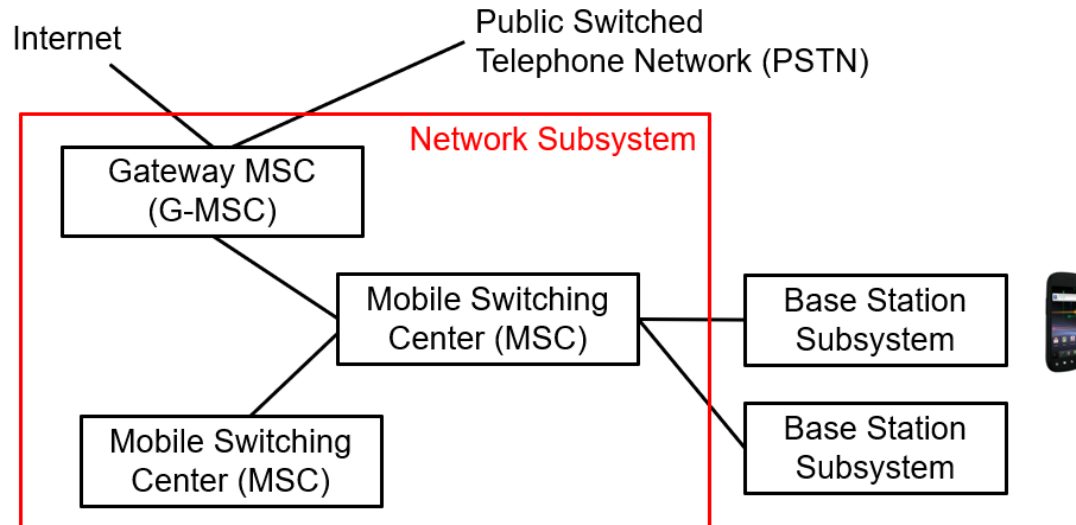 Internet
Public Switched
Telephone Network (PSTN)
Network Subsystem
Gateway MSC
(G-MSC)
Mobile Switching
Center (MSC)
Base Station
Subsystem
Mobile Switching
Center (MSC)
Base Station
Subsystem